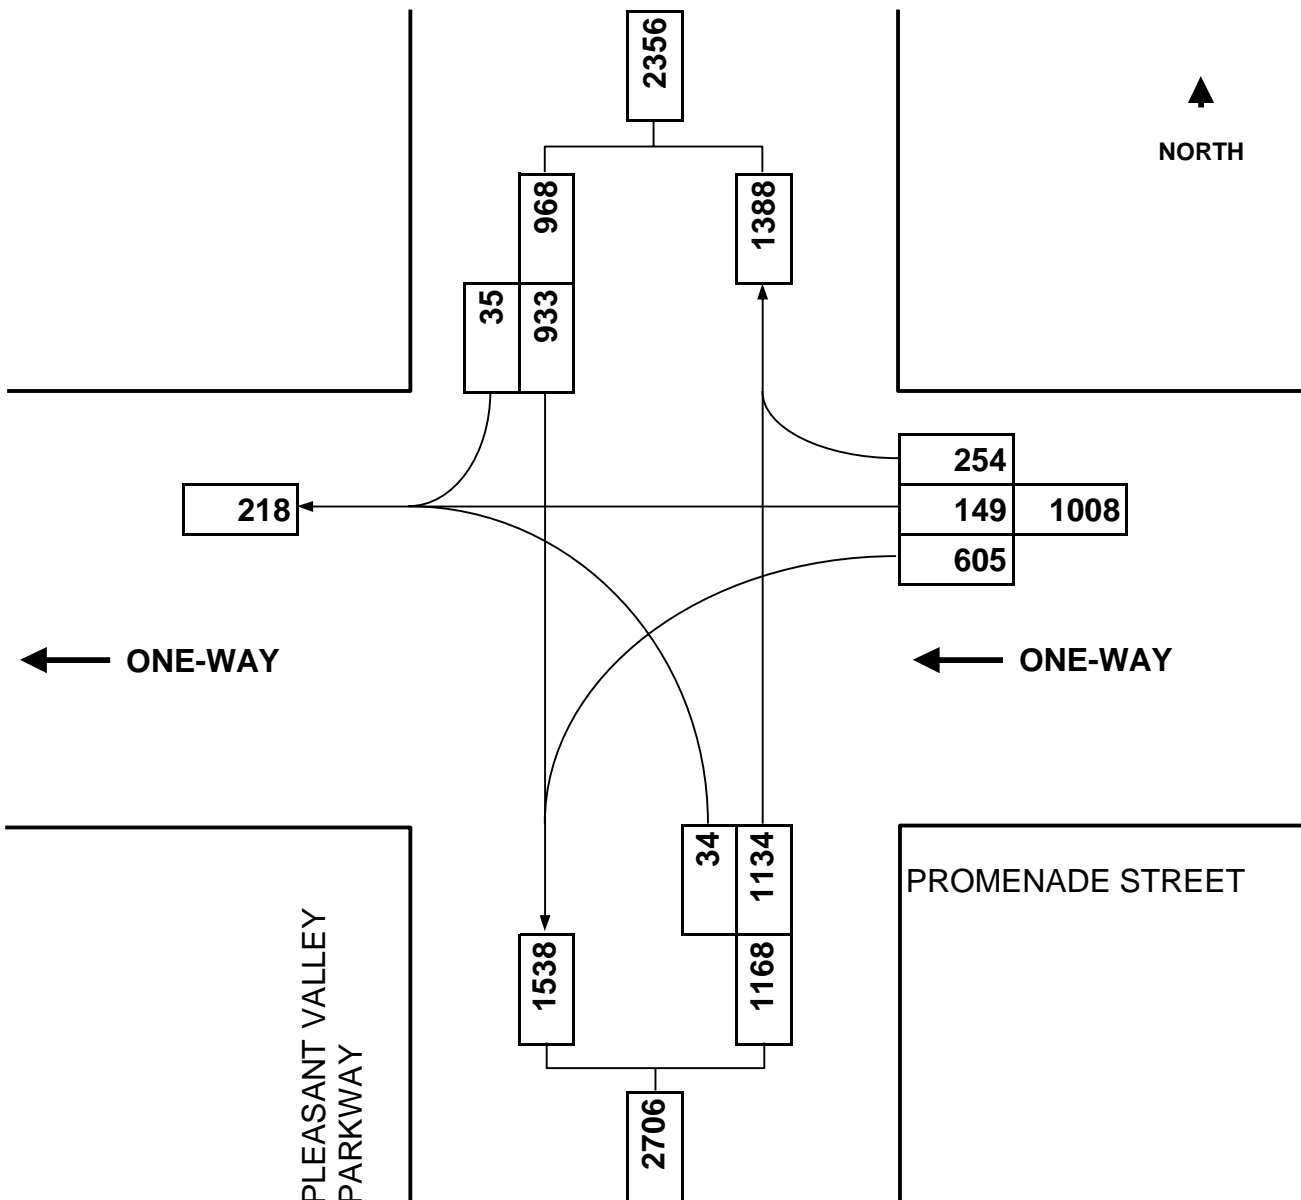 2356
NORTH
968
1388
35
933
254
218
149
1008
605
ONE-WAY
ONE-WAY
34
1134
PROMENADE STREET
1538
1168
PLEASANT VALLEY
PARKWAY
2706